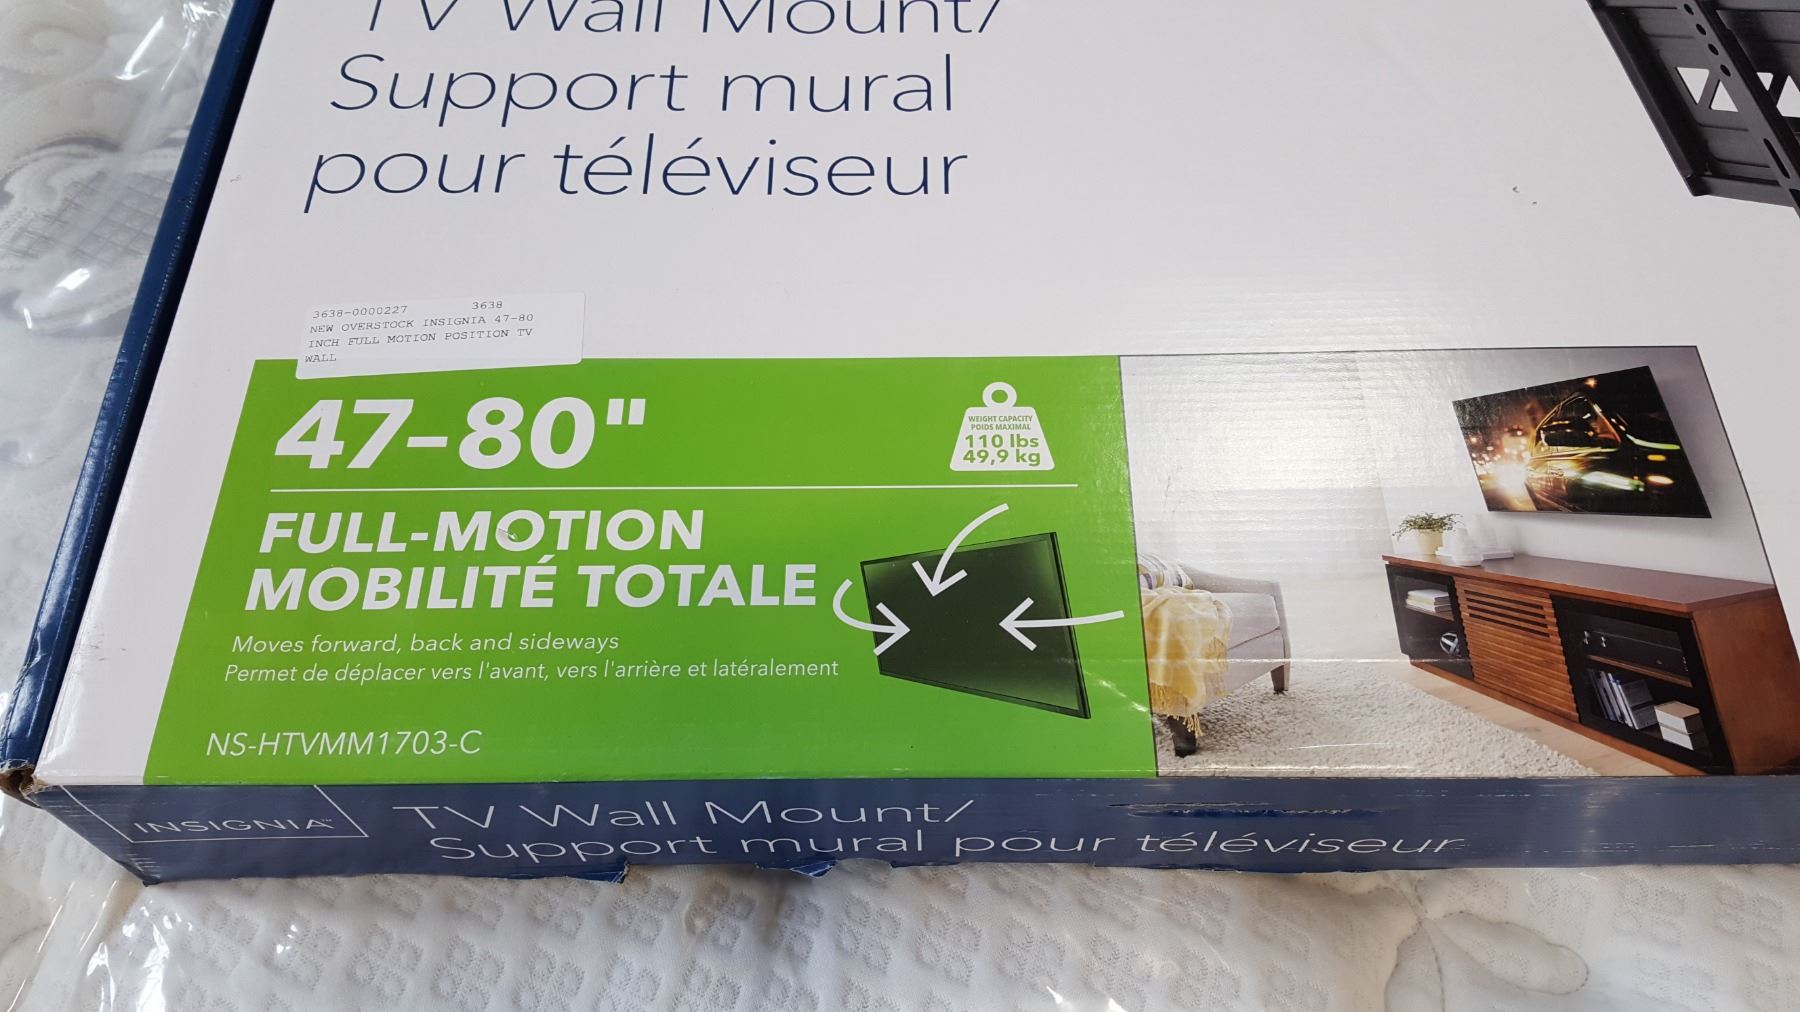 TV Wall Mount/
Support mural
pour téléviseur
3638-0000227 3638
NEW OVERSTOCK INSIGNIA 47-80
INCH FULL MOTION POSITION TV
WALL
47-80"
WEIGHT CAPACITY
POIDS MAXIMAL
110 lbs
49,9 kg
FULL-MOTION
MOBILITÉ TOTALE
Moves forward, back and sideways
Permet de déplacer vers l'avant, vers l'arrière et latéralement
NS-HTVMM1703-C
INSIGNIA™
TV Wall Mount/
Support mural pour téléviseur